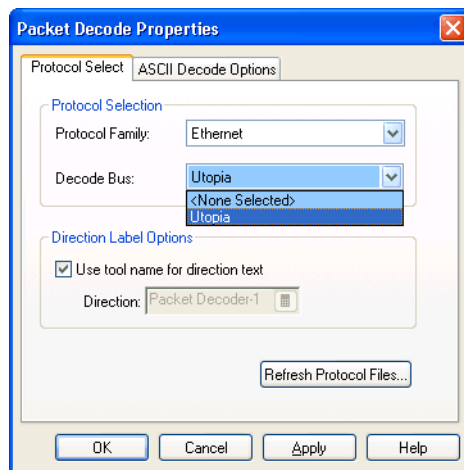 Packet Decode Properties
Protocol Select ASCII Decode Options
Protocol Selection
Protocol Family: Ethernet
Decode Bus: Utopia
<None Selected>
Utopia
Direction Label Options
Use tool name for direction text
Direction: Packet Decoder-1
Refresh Protocol Files...
OK Cancel Apply Help